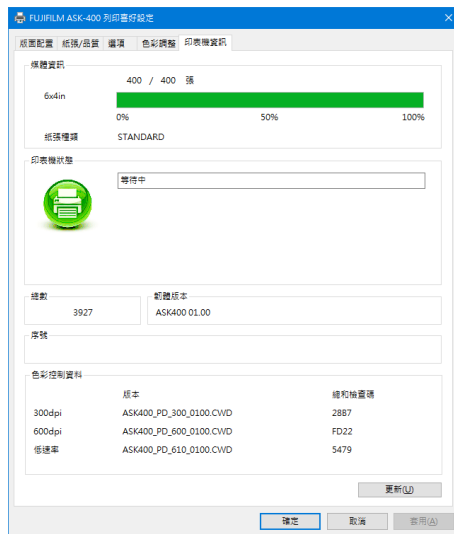 FUJIFILM ASK-400 列印喜好設定
版面配置 紙張/品質 選項 色彩調整 印表機資訊
媒體資訊
400 / 400 張
6x4in
0% 50% 100%
紙張種類 STANDARD
印表機狀態
等待中
總數 韌體版本
3927 ASK400 01.00
序號
色彩控制資料
版本 總和檢查碼
300dpi ASK400_PD_300_0100.CWD 28B7
600dpi ASK400_PD_600_0100.CWD FD22
低速率 ASK400_PD_610_0100.CWD 5479
更新(U)
確定 取消 套用(A)